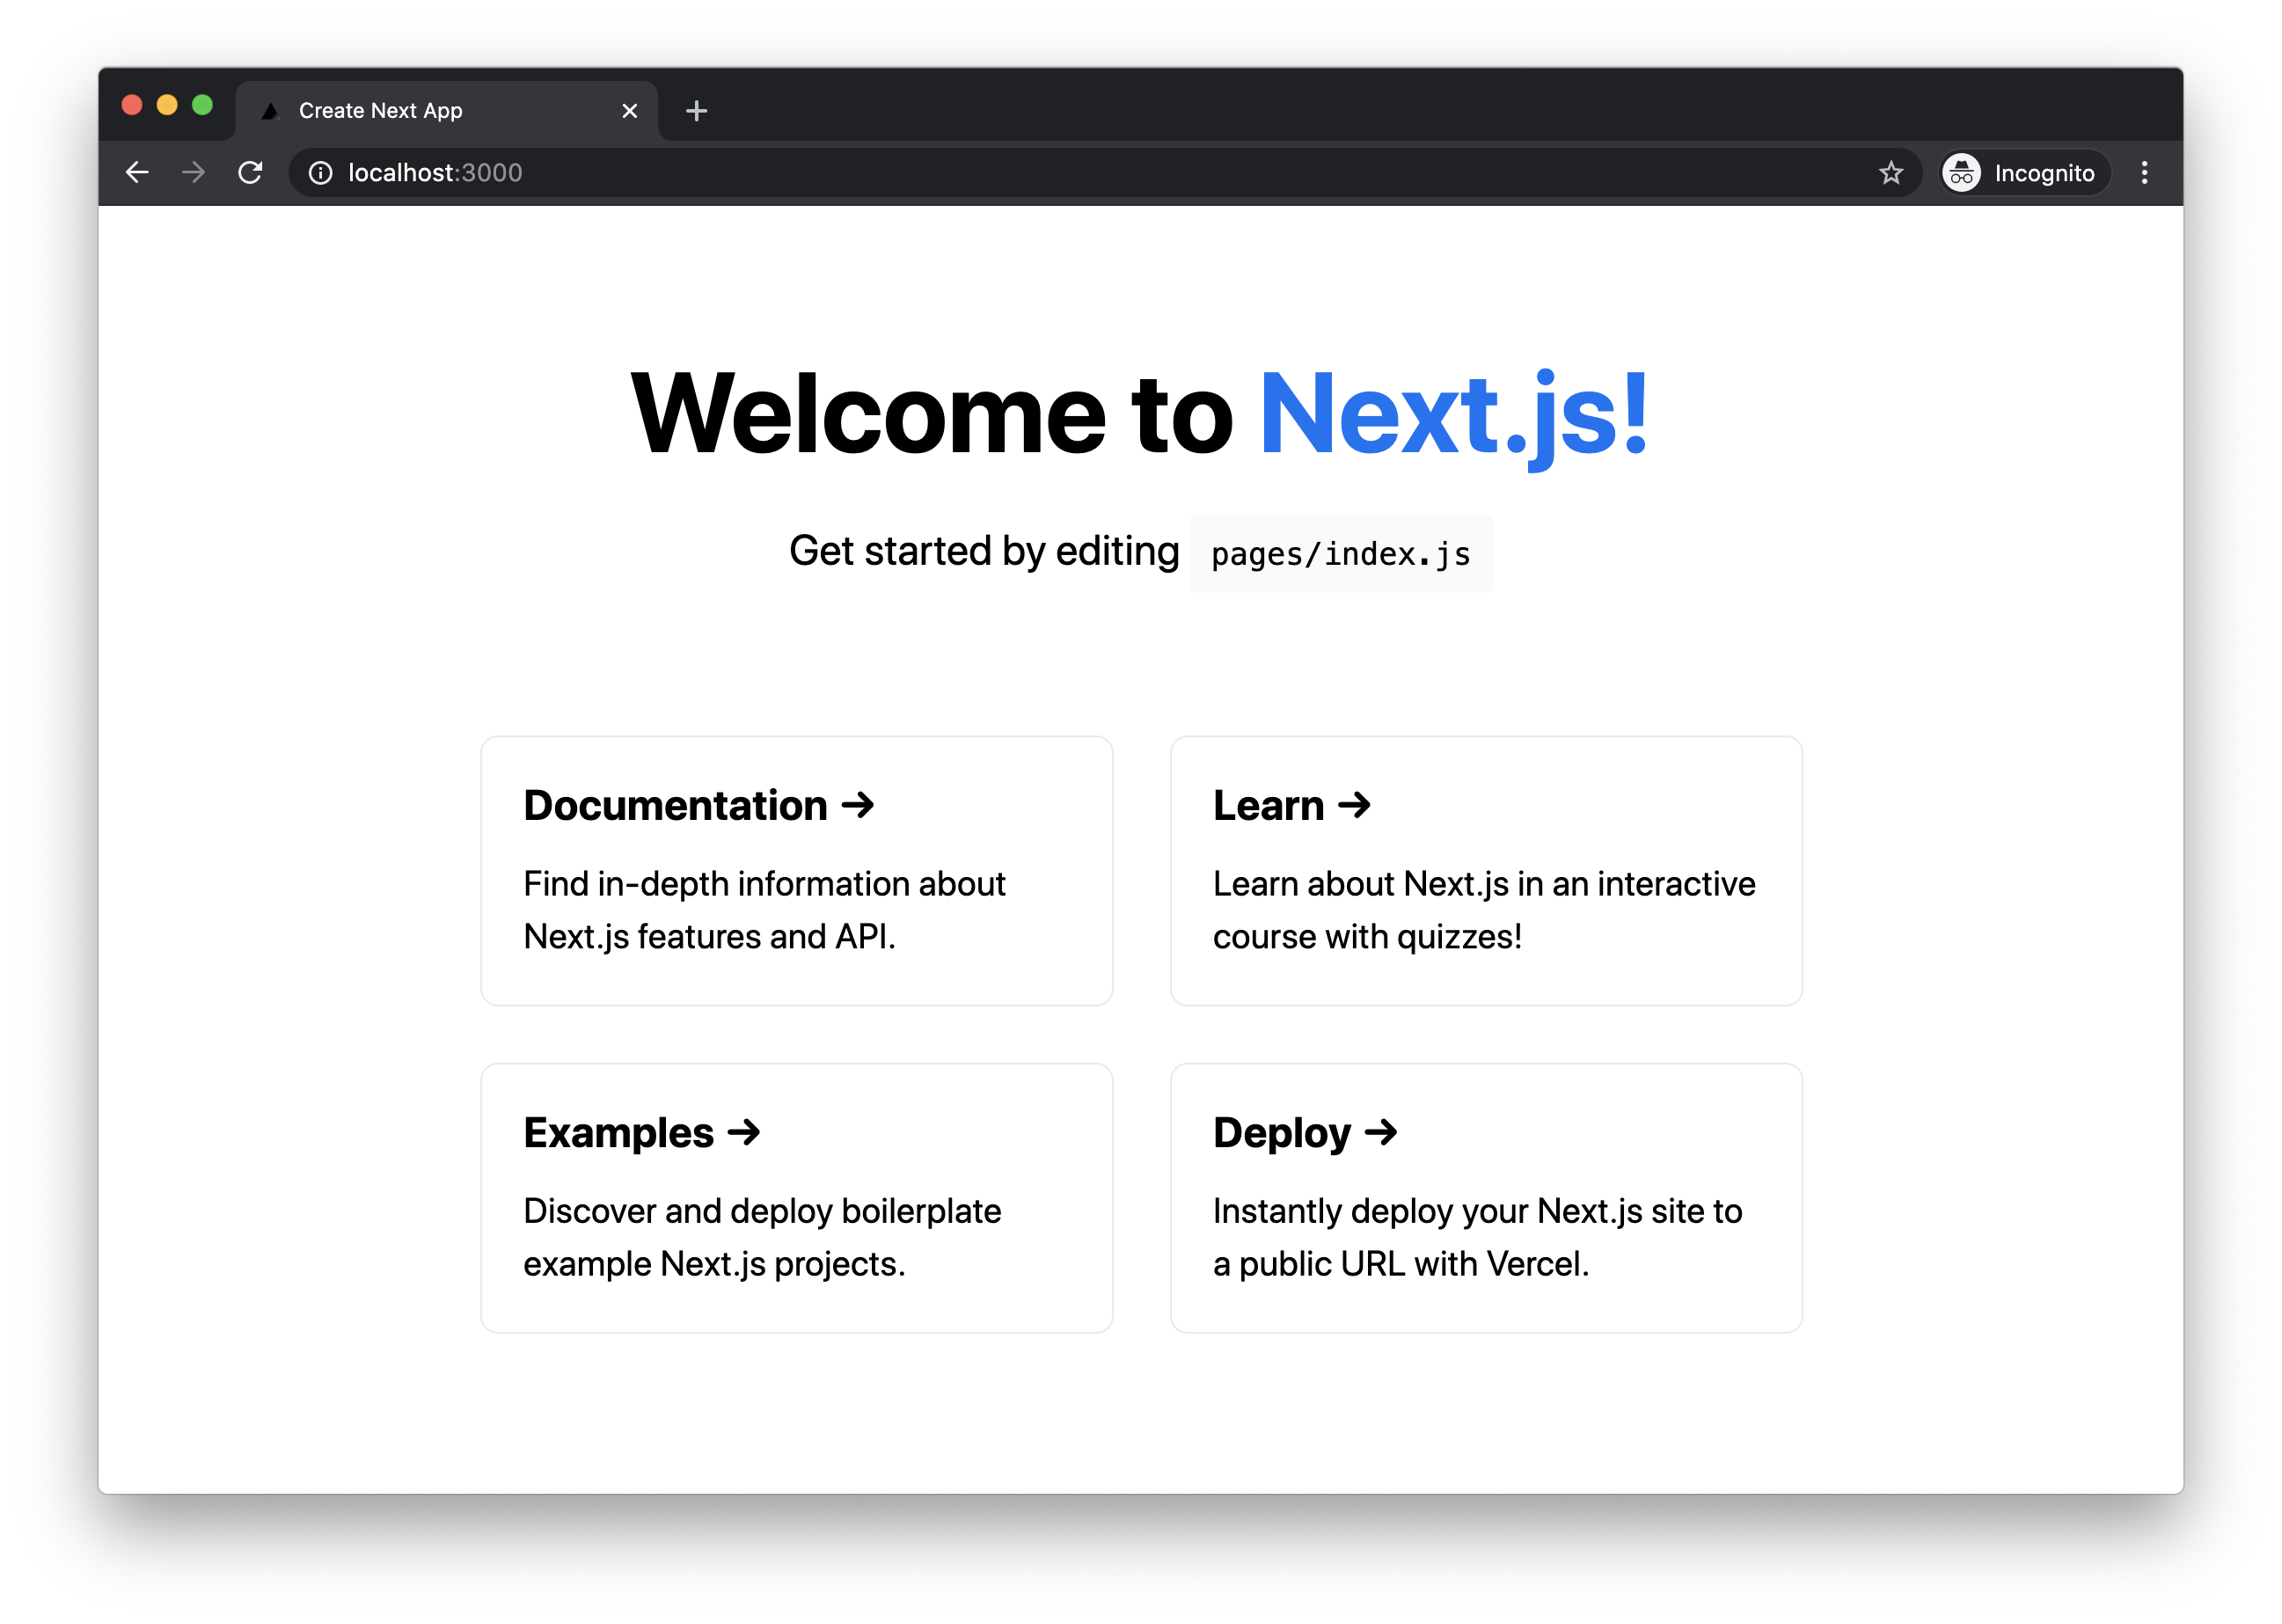 Create Next App
localhost:3000
Incognito
Welcome to Next.js!
Get started by editing pages/index.js
Documentation →
Find in-depth information about
Next.js features and API.
Learn →
Learn about Next.js in an interactive
course with quizzes!
Examples →
Discover and deploy boilerplate
example Next.js projects.
Deploy →
Instantly deploy your Next.js site to
a public URL with Vercel.